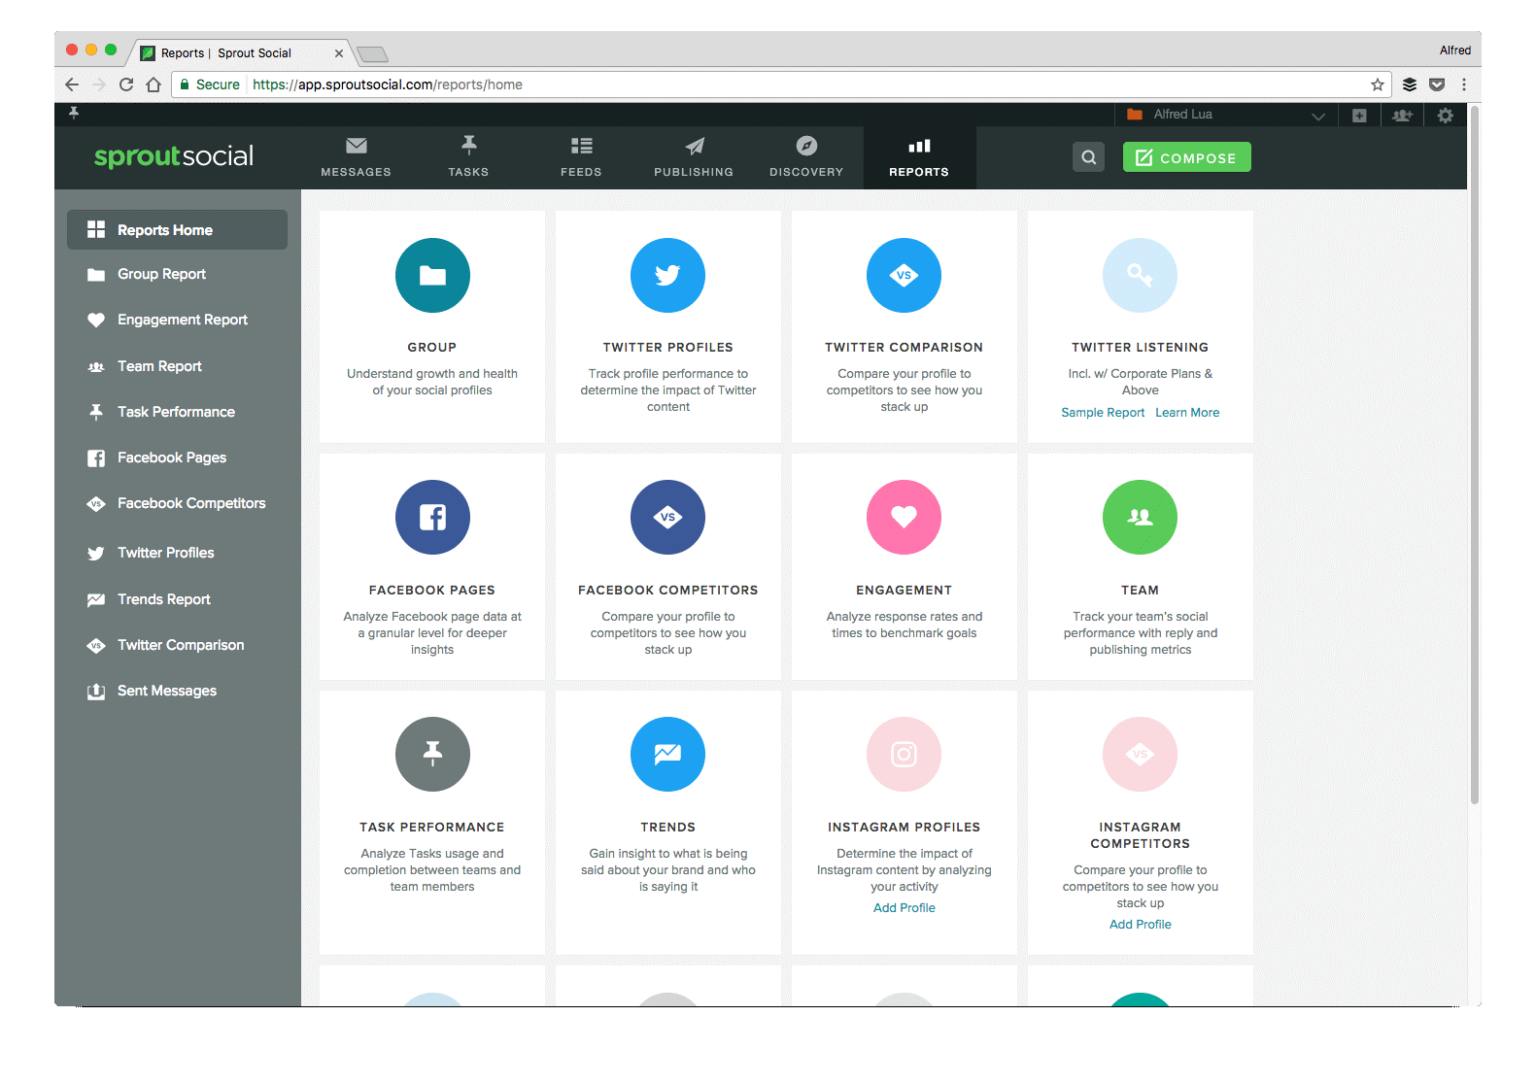 Reports | Sprout Social
Alfred
Secure https://app.sproutsocial.com/reports/home
Alfred Lua
sproutsocial
MESSAGES
TASKS
FEEDS
PUBLISHING
DISCOVERY
REPORTS
COMPOSE
Reports Home
Group Report
Engagement Report
Team Report
Task Performance
Facebook Pages
Facebook Competitors
Twitter Profiles
Trends Report
Twitter Comparison
Sent Messages
GROUP
Understand growth and health
of your social profiles
TWITTER PROFILES
Track profile performance to
determine the impact of Twitter
content
VS
TWITTER COMPARISON
Compare your profile to
competitors to see how you
stack up
TWITTER LISTENING
Incl. w/ Corporate Plans &
Above
Sample Report Learn More
FACEBOOK PAGES
Analyze Facebook page data at
a granular level for deeper
insights
VS
FACEBOOK COMPETITORS
Compare your profile to
competitors to see how you
stack up
ENGAGEMENT
Analyze response rates and
times to benchmark goals
TEAM
Track your team's social
performance with reply and
publishing metrics
TASK PERFORMANCE
Analyze Tasks usage and
completion between teams and
team members
TRENDS
Gain insight to what is being
said about your brand and who
is saying it
INSTAGRAM PROFILES
Determine the impact of
Instagram content by analyzing
your activity
Add Profile
VS
INSTAGRAM
COMPETITORS
Compare your profile to
competitors to see how you
stack up
Add Profile